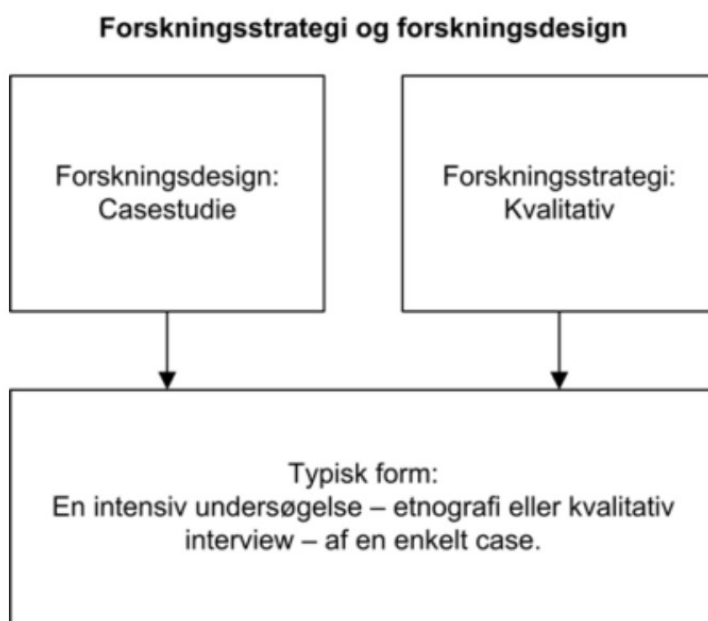 Forskningsstrategi og forskningsdesign
Forskningsdesign:
Casestudie
Forskningsstrategi:
Kvalitativ
Typisk form:
En intensiv undersøgelse – etnografi eller kvalitativ
interview – af en enkelt case.